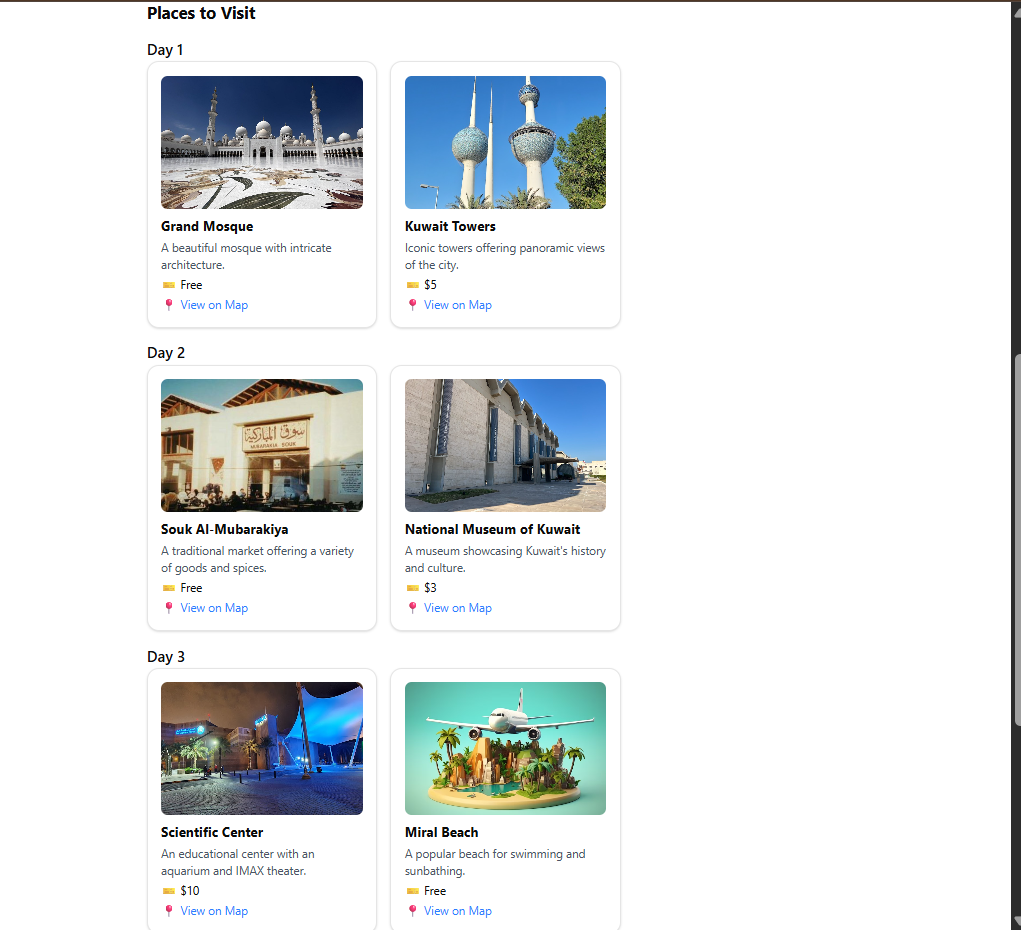 Places to Visit
Day 1
Grand Mosque
A beautiful mosque with intricate
architecture.
Free
View on Map
Kuwait Towers
Iconic towers offering panoramic views
of the city.
$5
View on Map
Day 2
سوق المباركية
MUBARAKIA SOUK
Souk Al-Mubarakiya
A traditional market offering a variety
of goods and spices.
Free
View on Map
National Museum of Kuwait
A museum showcasing Kuwait's history
and culture.
$3
View on Map
Day 3
Scientific Center
An educational center with an
aquarium and IMAX theater.
$10
View on Map
Miral Beach
A popular beach for swimming and
sunbathing.
Free
View on Map